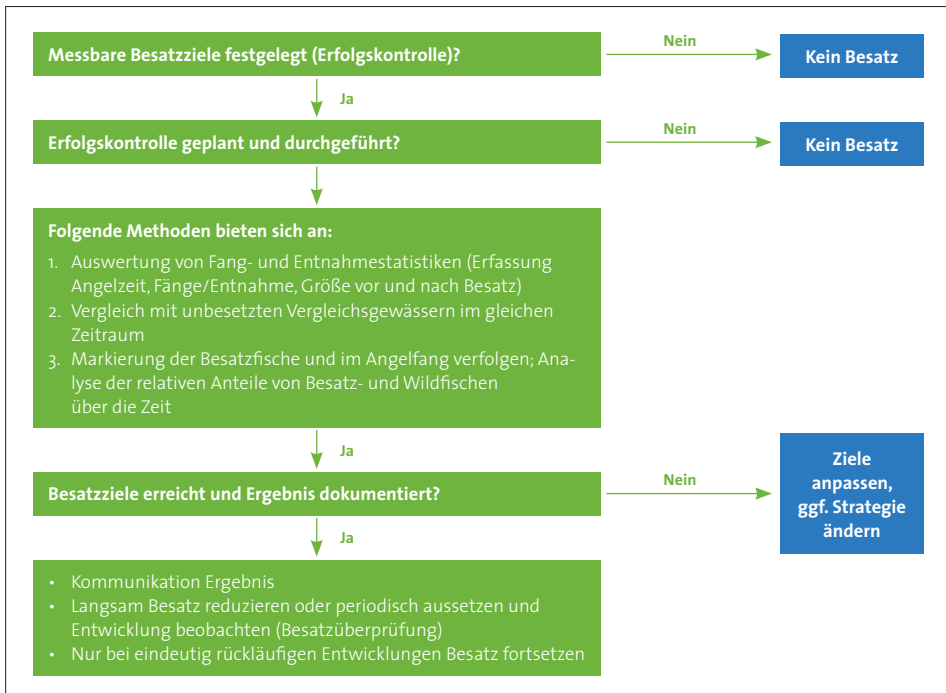 Messbare Besatzziele festgelegt (Erfolgskontrolle)?
Nein
Kein Besatz
Ja
Erfolgskontrolle geplant und durchgeführt?
Nein
Kein Besatz
Folgende Methoden bieten sich an:
1. Auswertung von Fang- und Entnahmestatistiken (Erfassung
Angelzeit, Fänge/Entnahme, Größe vor und nach Besatz)
2. Vergleich mit unbesetzten Vergleichsgewässern im gleichen
Zeitraum
3. Markierung der Besatzfische und im Angelfang verfolgen; Ana-
lyse der relativen Anteile von Besatz- und Wildfischen
über die Zeit
Ja
Besatzziele erreicht und Ergebnis dokumentiert?
Nein
Ziele
anpassen,
ggf. Strategie
ändern
Ja
• Kommunikation Ergebnis
• Langsam Besatz reduzieren oder periodisch aussetzen und
Entwicklung beobachten (Besatzüberprüfung)
• Nur bei eindeutig rückläufigen Entwicklungen Besatz fortsetzen